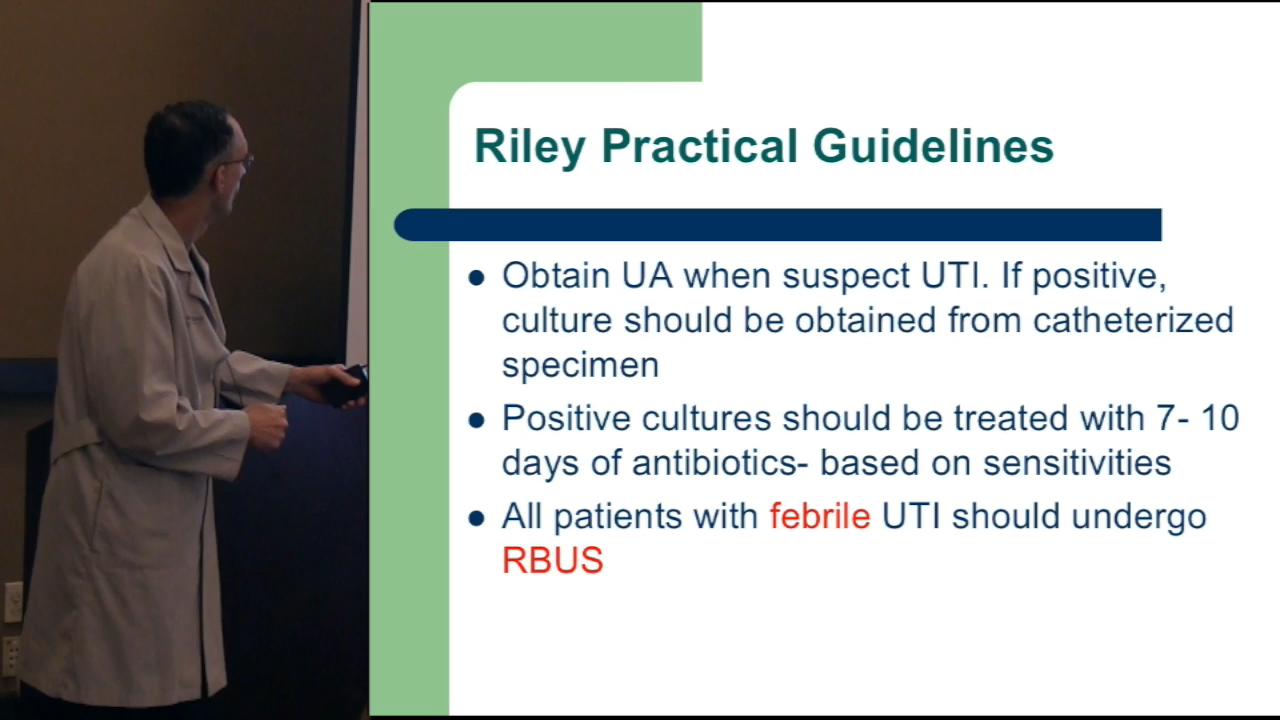 Riley Practical Guidelines
● Obtain UA when suspect UTI. If positive,
culture should be obtained from catheterized
specimen
● Positive cultures should be treated with 7- 10
days of antibiotics- based on sensitivities
● All patients with febrile UTI should undergo
RBUS